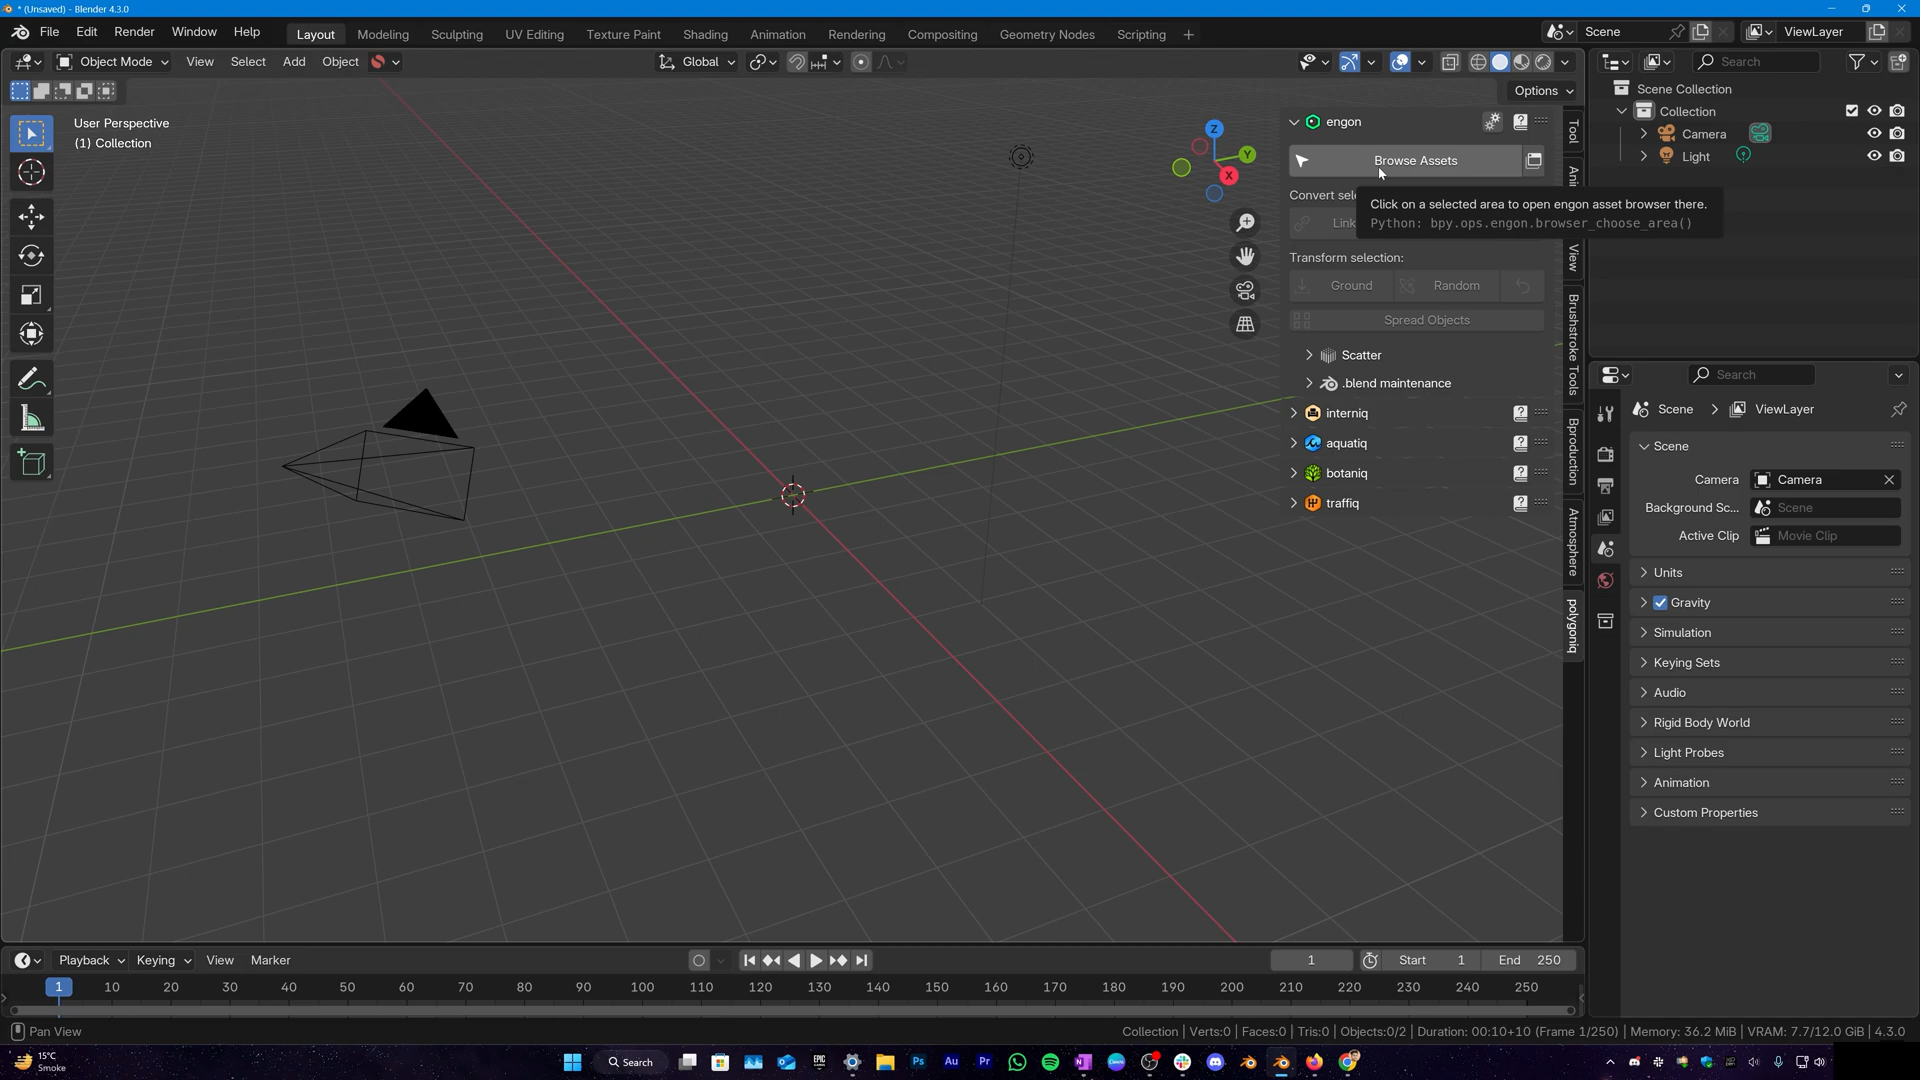 * (Unsaved) - Blender 4.3.0
File Edit Render Window Help
Layout Modeling Sculpting UV Editing Texture Paint Shading Animation Rendering Compositing Geometry Nodes Scripting +
Scene
ViewLayer
Object Mode View Select Add Object
Global
Search
Options
User Perspective
(1) Collection
Z
Y
X
engon
Browse Assets
Click on a selected area to open engon asset browser there.
Python: bpy.ops.engon.browser_choose_area()
Convert sele
Link
Transform selection:
Ground Random
Spread Objects
Scatter
.blend maintenance
interniq
aquatiq
botaniq
traffiq
Tool
Ani
View
Brushstroke Tools
Bproduction
Atmosphere
polygoniq
Scene Collection
Collection
Camera
Light
Search
Scene > ViewLayer
Scene
Camera Camera
Background Sc... Scene
Active Clip Movie Clip
Units
Gravity
Simulation
Keying Sets
Audio
Rigid Body World
Light Probes
Animation
Custom Properties
Playback Keying View Marker
1 Start 1 End 250
1 10 20 30 40 50 60 70 80 90 100 110 120 130 140 150 160 170 180 190 200 210 220 230 240 250
Pan View
Collection | Verts:0 | Faces:0 | Tris:0 | Objects:0/2 | Duration: 00:10+10 (Frame 1/250) | Memory: 36.2 MiB | VRAM: 7.7/12.0 GiB | 4.3.0
15°C
Smoke
Search
EPIC
Ps
Au
Pr